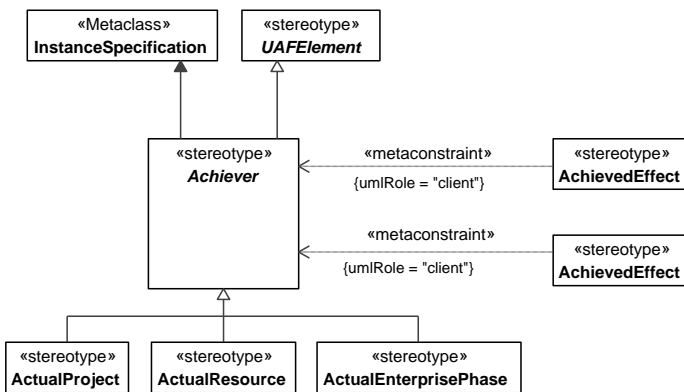 «Metaclass»
InstanceSpecification
«stereotype»
UAFElement
«stereotype»
Achiever
«metaconstraint»
{umlRole = "client"}
«stereotype»
AchievedEffect
«metaconstraint»
{umlRole = "client"}
«stereotype»
AchievedEffect
«stereotype»
ActualProject
«stereotype»
ActualResource
«stereotype»
ActualEnterprisePhase